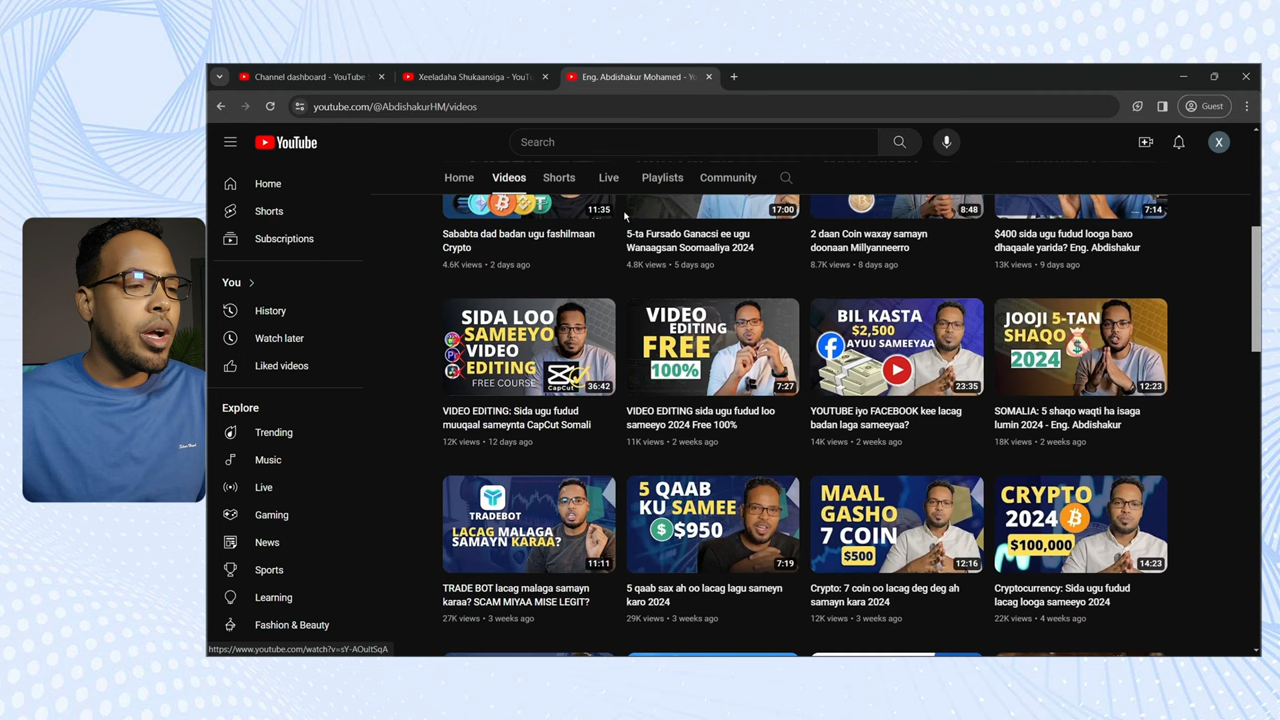 Channel dashboard - YouTube
Xeeladaha Shukaansiga - YouT
Eng. Abdishakur Mohamed - Yo
youtube.com/@AbdishakurHM/videos
Guest
YouTube
Search
X
Home
Videos
Shorts
Live
Playlists
Community
Home
Shorts
Subscriptions
You
History
Watch later
Liked videos
Explore
Trending
Music
Live
Gaming
News
Sports
Learning
Fashion & Beauty
11:35
17:00
8:48
7:14
Sababta dad badan ugu fashilmaan
Crypto
4.6K views • 2 days ago
5-ta Fursado Ganacsi ee ugu
Wanaagsan Soomaaliya 2024
4.8K views • 5 days ago
2 daan Coin waxay samayn
doonaan Millyanneerro
8.7K views • 8 days ago
$400 sida ugu fudud looga baxo
dhaqaale yarida? Eng. Abdishakur
13K views • 9 days ago
SIDA LOO
SAMEEYO
VIDEO
EDITING
FREE COURSE
CapCut
36:42
VIDEO EDITING: Sida ugu fudud
muuqaal sameynta CapCut Somali
12K views • 12 days ago
VIDEO
EDITING
FREE
100%
7:27
VIDEO EDITING sida ugu fudud loo
sameeyo 2024 Free 100%
11K views • 2 weeks ago
BIL KASTA
$2,500
AYUU SAMEEYAA
23:35
YOUTUBE iyo FACEBOOK kee lacag
badan laga sameeyaa?
14K views • 2 weeks ago
JOOJI 5-TAN
SHAQO
2024
12:23
SOMALIA: 5 shaqo waqti ha isaga
lumin 2024 - Eng. Abdishakur
18K views • 2 weeks ago
TRADEBOT
LACAG MALAGA
SAMAYN KARAA?
11:11
TRADE BOT lacag malaga samayn
karaa? SCAM MIYAA MISE LEGIT?
27K views • 3 weeks ago
5 QAAB
KU SAMEE
$950
7:19
5 qaab sax ah oo lacag lagu sameyn
karo 2024
29K views • 3 weeks ago
MAAL
GASHO
7 COIN
$500
12:16
Crypto: 7 coin oo lacag deg deg ah
samayn kara 2024
12K views • 3 weeks ago
CRYPTO
2024
$100,000
14:23
Cryptocurrency: Sida ugu fudud
lacag looga sameeyo 2024
22K views • 4 weeks ago
https://www.youtube.com/watch?v=sY-AOultSqA